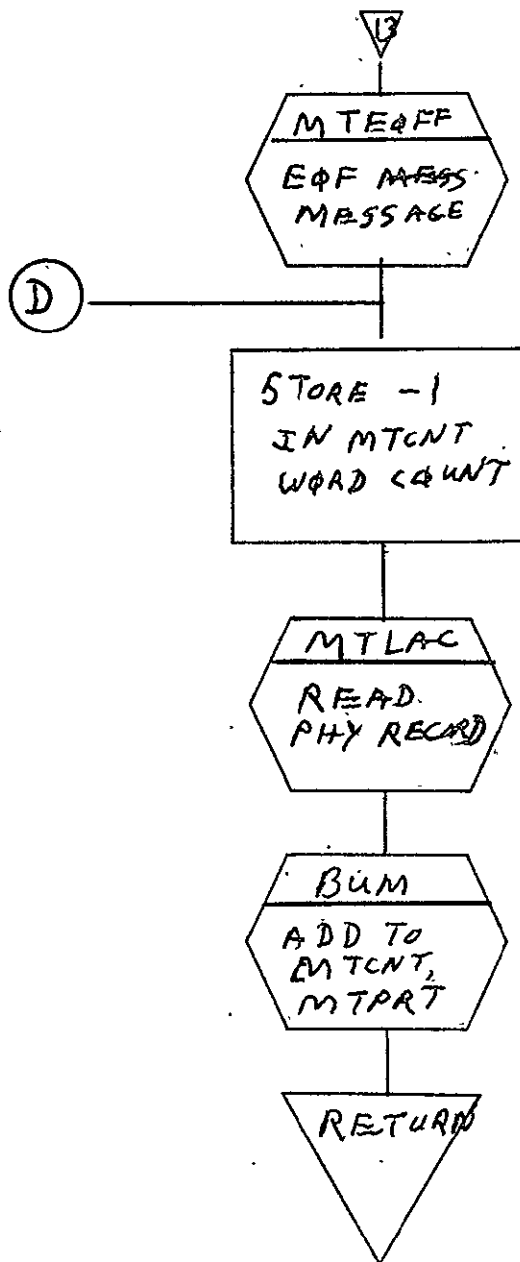 13
MTEØFF
EØF MESS
MESSAGE
D
STORE -1
IN MTCNT
WØRD CØUNT
MTLAC
READ
PHY RECORD
BUM
ADD TO
MTCNT,
MTPRT
RETURN